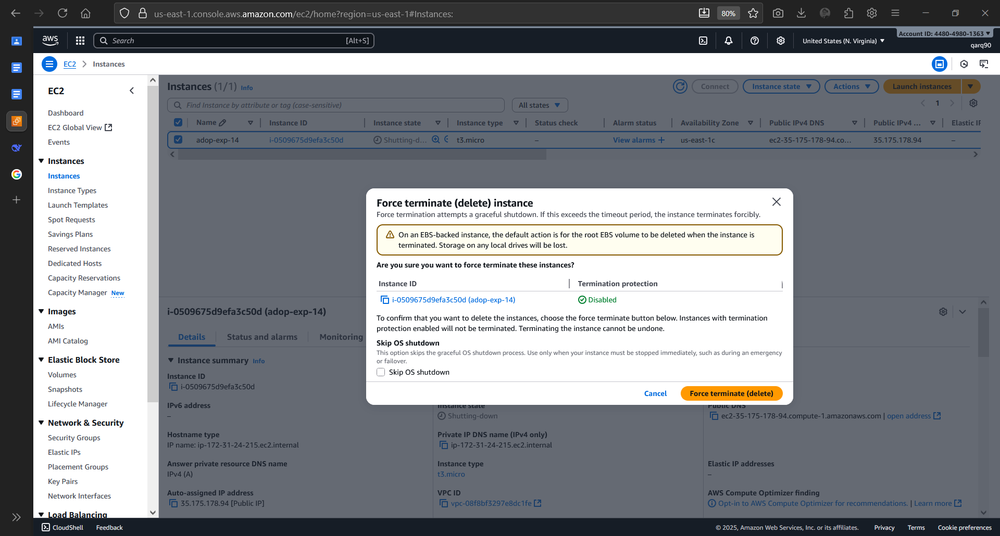 us-east-1.console.aws.amazon.com/ec2/home?region=us-east-1#Instances:
80%
aws
Search
[Alt+S]
United States (N. Virginia)
Account ID: 4480-4980-1363
qarq90
EC2
Instances
EC2
Dashboard
EC2 Global View
Events
Instances
Instances
Instance Types
Launch Templates
Spot Requests
Savings Plans
Reserved Instances
Dedicated Hosts
Capacity Reservations
Capacity Manager New
Images
AMIs
AMI Catalog
Elastic Block Store
Volumes
Snapshots
Lifecycle Manager
Network & Security
Security Groups
Elastic IPs
Placement Groups
Key Pairs
Network Interfaces
Load Balancing
Instances (1/1) Info
Connect
Instance state
Actions
Launch instances
Find Instance by attribute or tag (case-sensitive)
All states
1
Name Instance ID Instance state Instance type Status check Alarm status Availability Zone Public IPv4 DNS Public IPv4 ... Elastic IP
adop-exp-14 i-0509675d9efa3c50d Shutting-d... t3.micro – View alarms + us-east-1c ec2-35-175-178-94.co... 35.175.178.94 –
Force terminate (delete) instance
Force termination attempts a graceful shutdown. If this exceeds the timeout period, the instance terminates forcibly.
On an EBS-backed instance, the default action is for the root EBS volume to be deleted when the instance is
terminated. Storage on any local drives will be lost.
Are you sure you want to force terminate these instances?
Instance ID Termination protection
i-0509675d9efa3c50d (adop-exp-14) Disabled
To confirm that you want to delete the instances, choose the force terminate button below. Instances with termination
protection enabled will not be terminated. Terminating the instance cannot be undone.
Skip OS shutdown
This option skips the graceful OS shutdown process. Use only when your instance must be stopped immediately, such as during an emergency
or failover.
Skip OS shutdown
Cancel
Force terminate (delete)
i-0509675d9efa3c50d (adop-exp-14)
Details
Status and alarms
Monitoring
Instance summary Info
Instance ID
i-0509675d9efa3c50d
IPv6 address
–
Instance state
Shutting-down
Public DNS
ec2-35-175-178-94.compute-1.amazonaws.com | open address
Hostname type
IP name: ip-172-31-24-215.ec2.internal
Private IP DNS name (IPv4 only)
ip-172-31-24-215.ec2.internal
Answer private resource DNS name
IPv4 (A)
Instance type
t3.micro
Elastic IP addresses
–
Auto-assigned IP address
35.175.178.94 [Public IP]
VPC ID
vpc-08f8bf3297e8dc1fe
AWS Compute Optimizer finding
Opt-in to AWS Compute Optimizer for recommendations. | Learn more
CloudShell
Feedback
© 2025, Amazon Web Services, Inc. or its affiliates.
Privacy
Terms
Cookie preferences